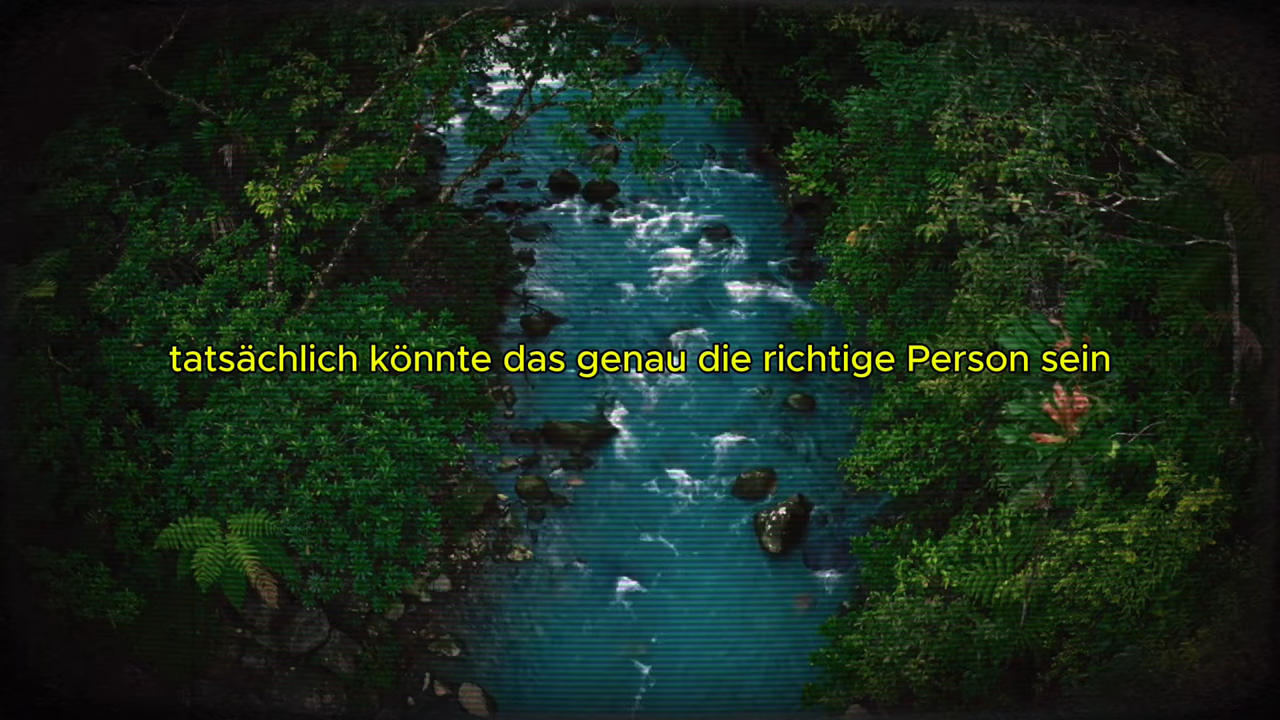 tatsächlich könnte das genau die richtige Person sein